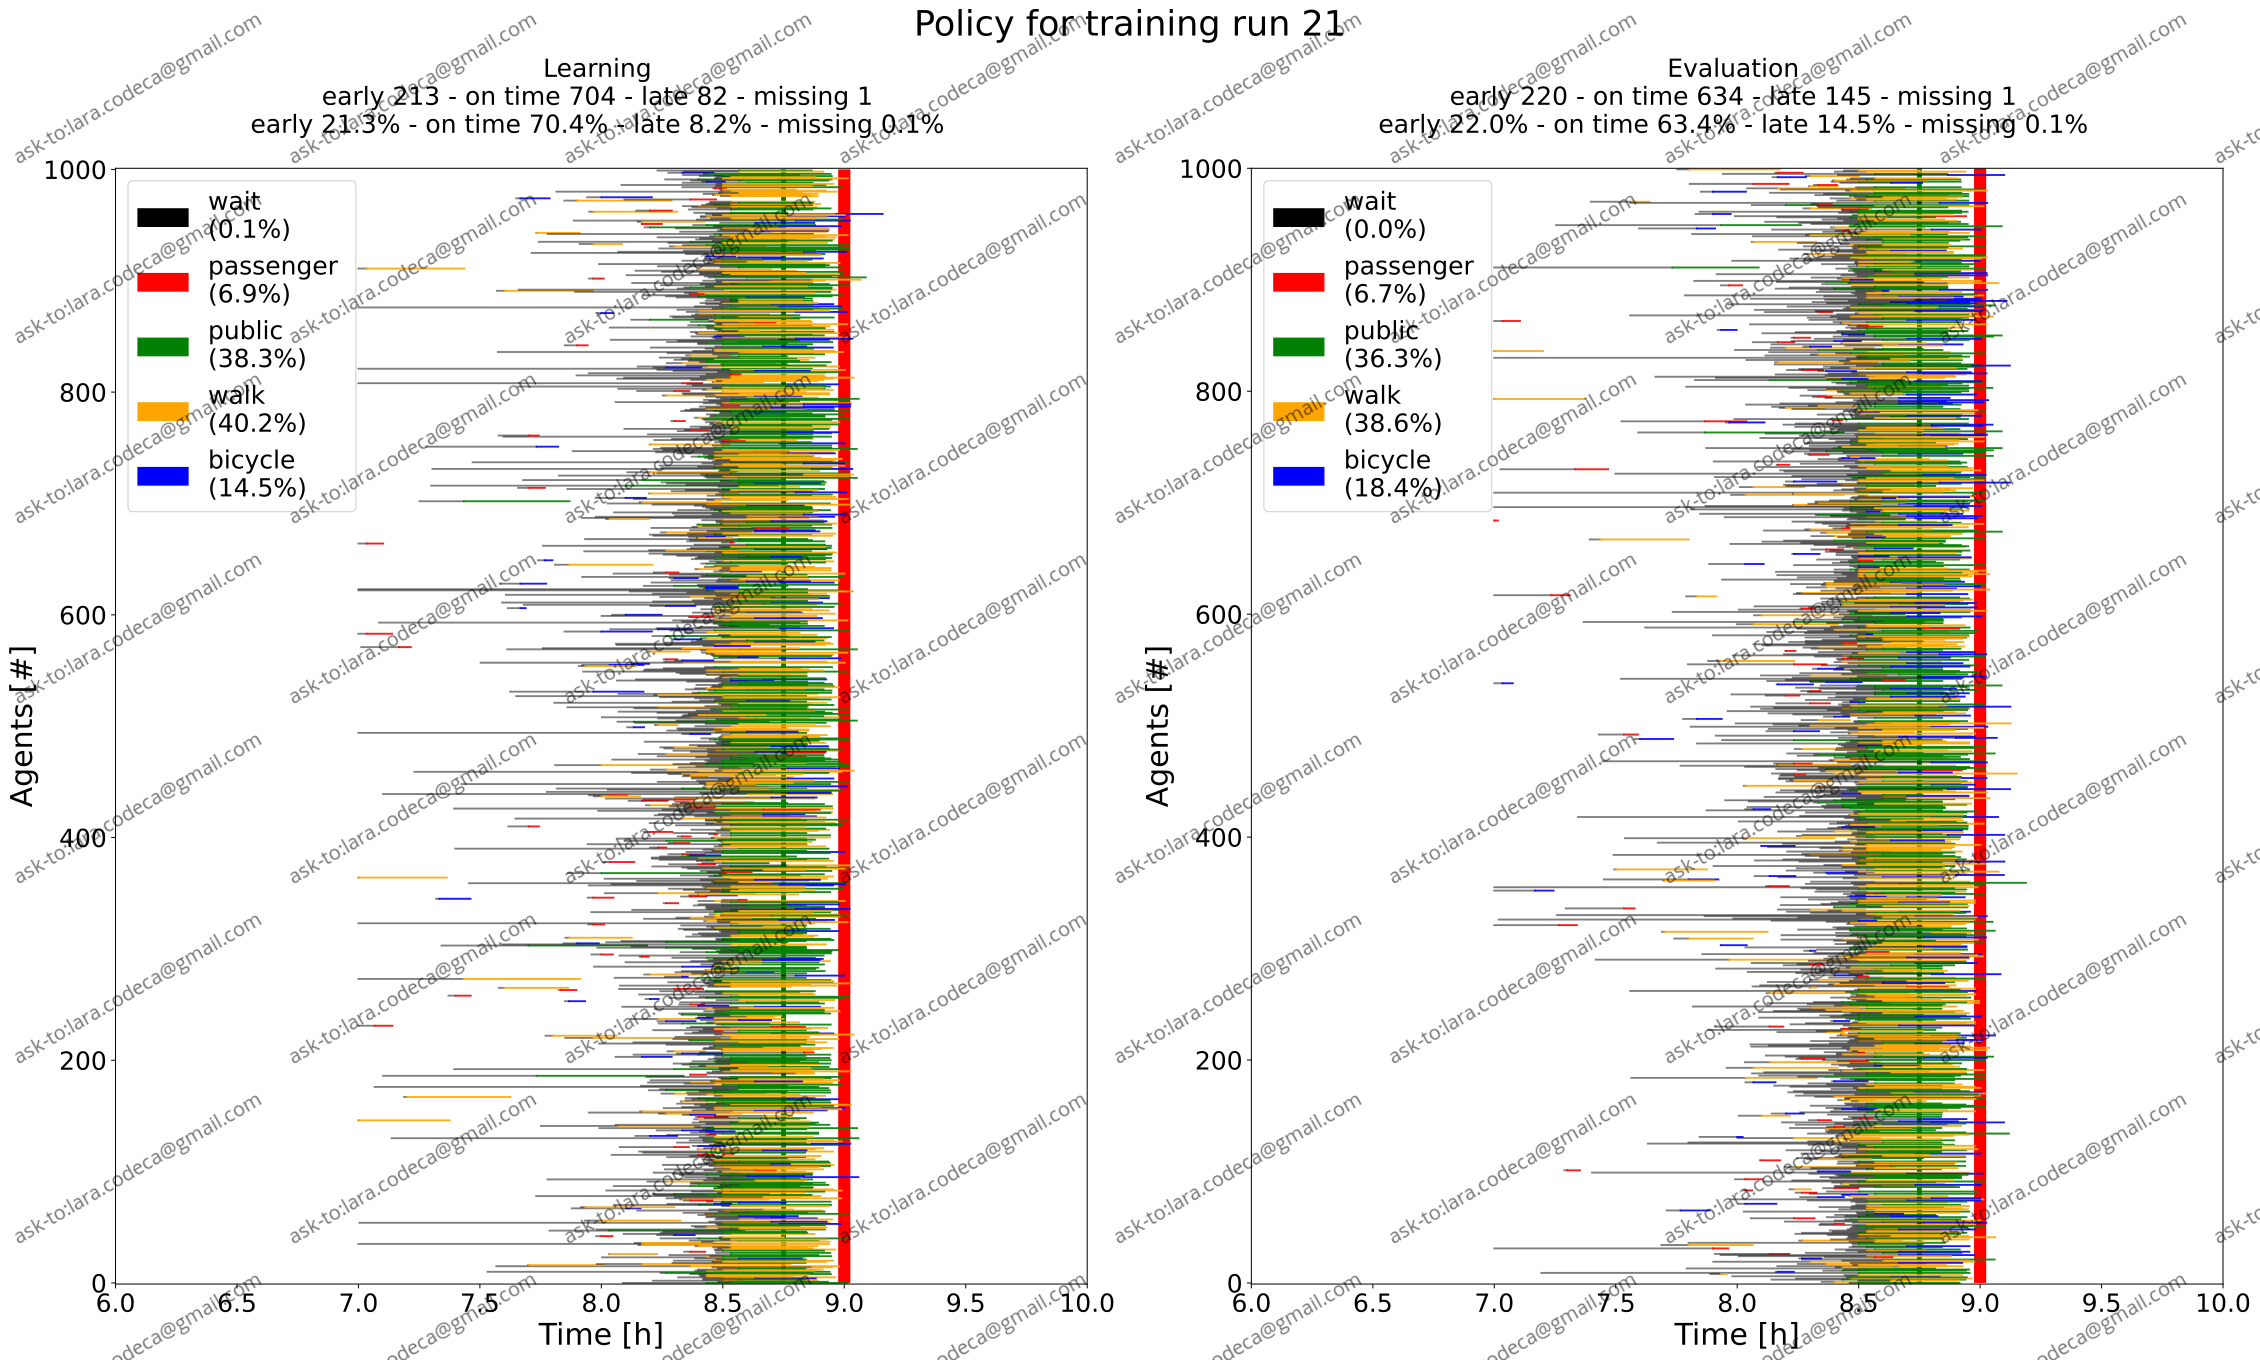 Policy for training run 21
Learning
early 213 - on time 704 - late 82 - missing 1
early 21.3% - on time 70.4% - late 8.2% - missing 0.1%
1000
800
600
400
200
0
Agents [#]
wait
(0.1%)
passenger
(6.9%)
public
(38.3%)
walk
(40.2%)
bicycle
(14.5%)
6.0 6.5 7.0 7.5 8.0 8.5 9.0 9.5 10.0
Time [h]
Evaluation
early 220 - on time 634 - late 145 - missing 1
early 22.0% - on time 63.4% - late 14.5% - missing 0.1%
1000
800
600
400
200
0
Agents [#]
wait
(0.0%)
passenger
(6.7%)
public
(36.3%)
walk
(38.6%)
bicycle
(18.4%)
6.0 6.5 7.0 7.5 8.0 8.5 9.0 9.5 10.0
Time [h]
ask-to:lara.codeca@gmail.com